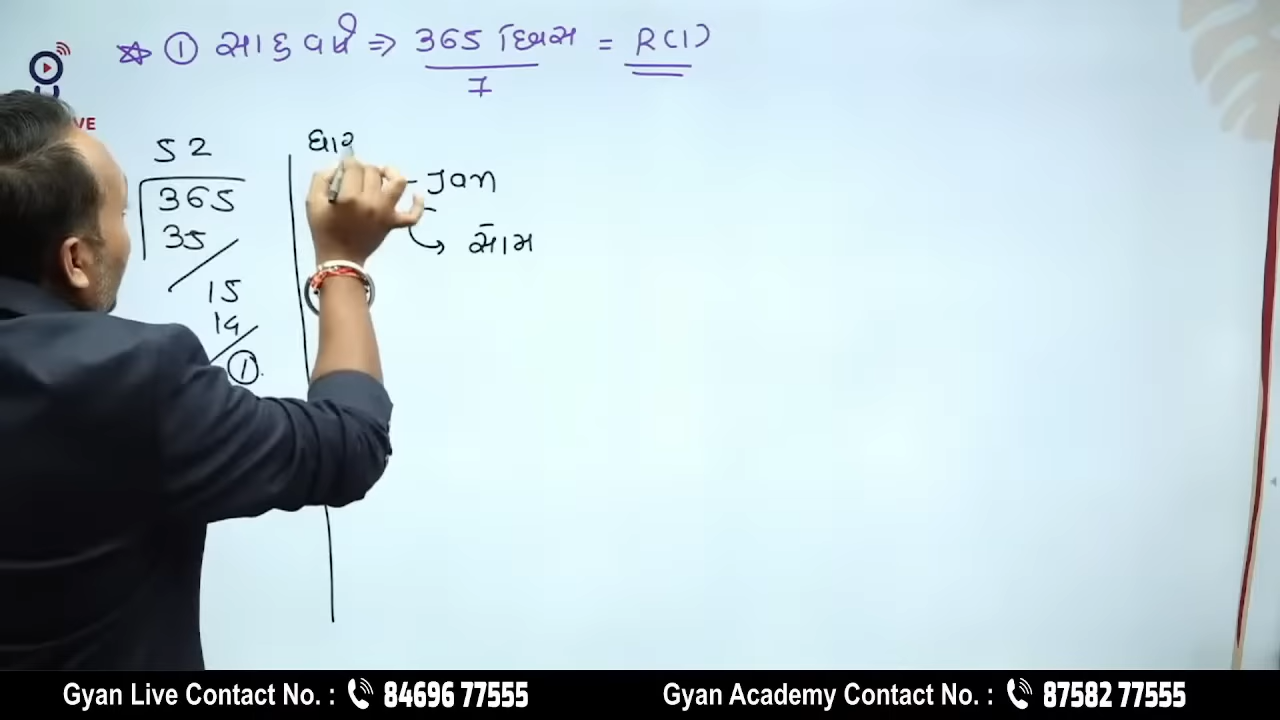 ① સાદુ વર્ષ ⇒ 365 દિવસ = R(1)
7
VE
52
365
35
15
14
①
ધાર
- Jan
સોમ
Gyan Live Contact No. : 84696 77555
Gyan Academy Contact No. : 87582 77555